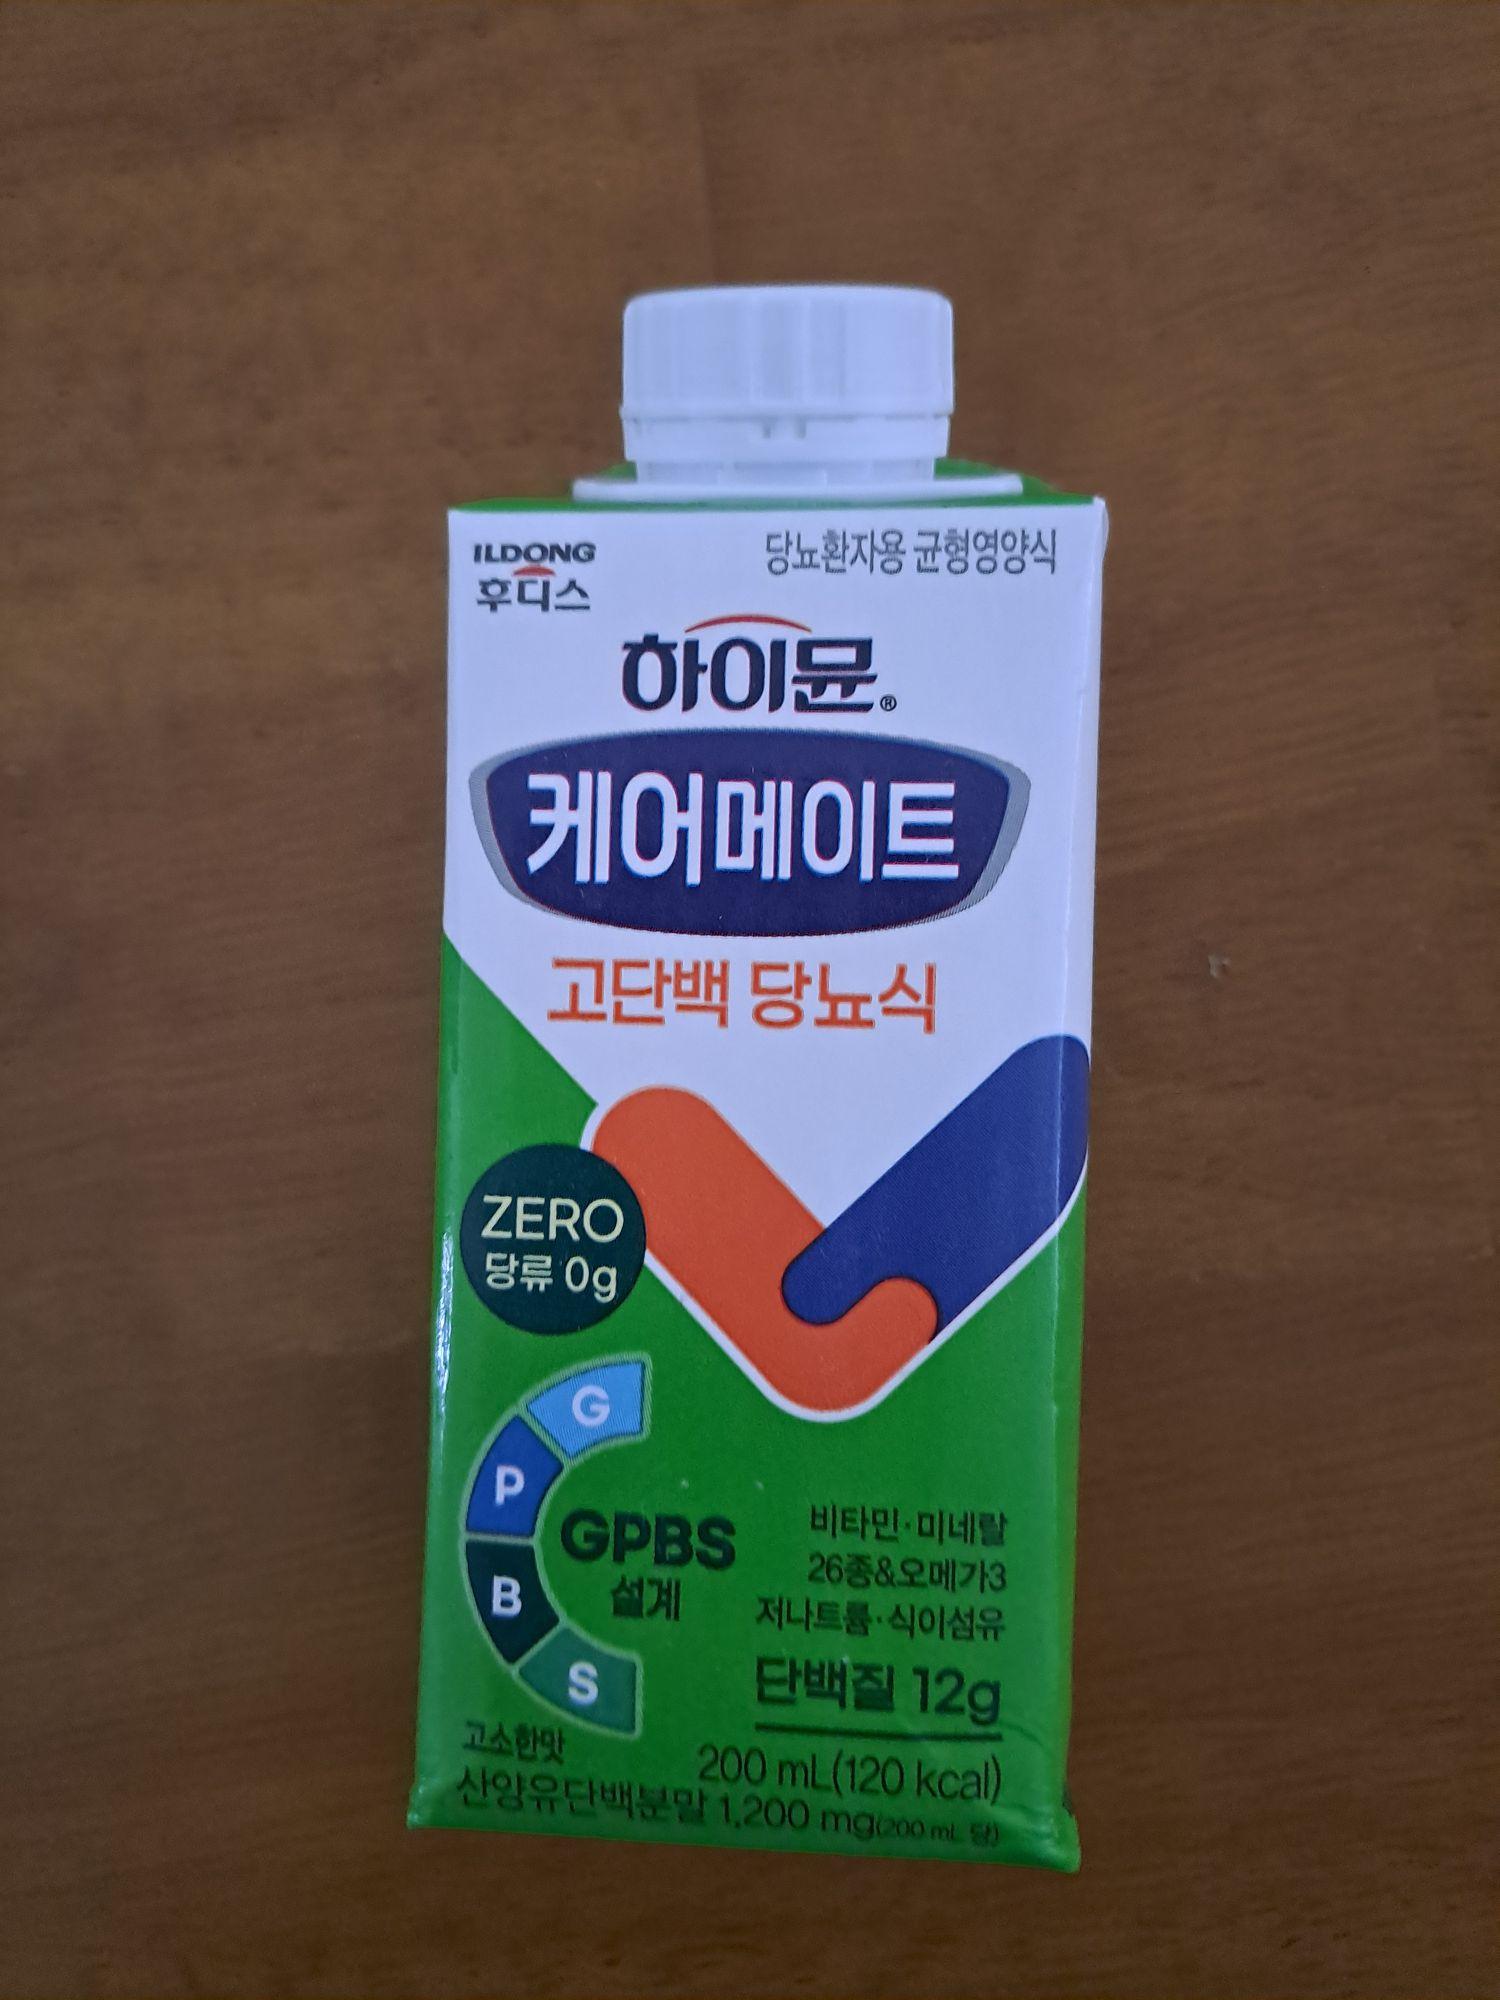 ILDONG
후디스
당뇨환자용 균형영양식
하이뮨®
케어메이트
고단백 당뇨식
ZERO
당류 0g
G
P
B
S
GPBS
설계
비타민·미네랄
26종&오메가3
저나트륨·식이섬유
단백질 12g
고소한맛
200 mL(120 kcal)
산양유단백분말 1,200 mg(200 mL 당)